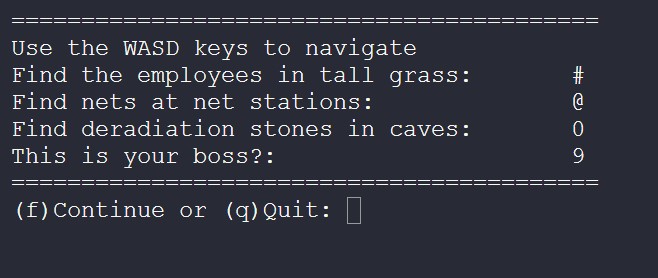 ==========================================
Use the WASD keys to navigate
Find the employees in tall grass:       #
Find nets at net stations:              @
Find deradiation stones in caves:       O
This is your boss?:                     9
==========================================
(f)Continue or (q)Quit: